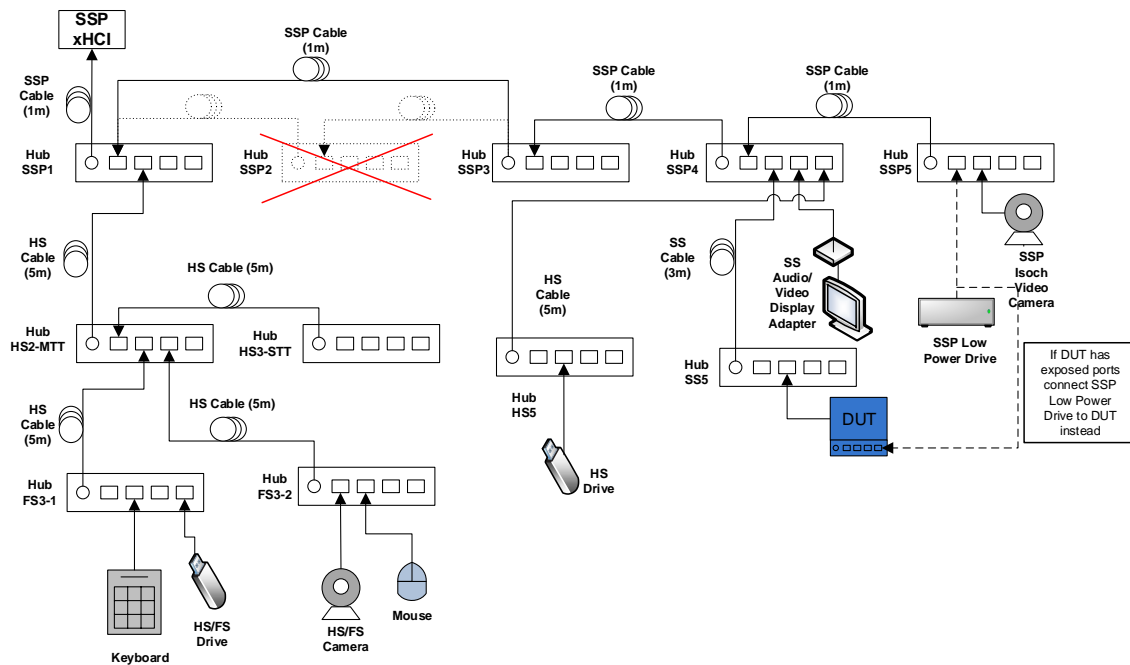 SSP
xHCI
SSP
Cable
(1m)
SSP Cable
(1m)
SSP Cable
(1m)
SSP Cable
(1m)
Hub
SSP1
Hub
SSP2
Hub
SSP3
Hub
SSP4
Hub
SSP5
HS
Cable
(5m)
HS Cable (5m)
HS
Cable
(5m)
SS
Cable
(3m)
SS
Audio/
Video
Display
Adapter
SSP
Isoch
Video
Camera
SSP Low
Power Drive
Hub
HS2-MTT
Hub
HS3-STT
Hub
HS5
Hub
SS5
If DUT has
exposed ports
connect SSP
Low Power
Drive to DUT
instead
HS
Cable
(5m)
HS Cable (5m)
DUT
HS
Drive
Hub
FS3-1
Hub
FS3-2
Keyboard
HS/FS
Drive
HS/FS
Camera
Mouse